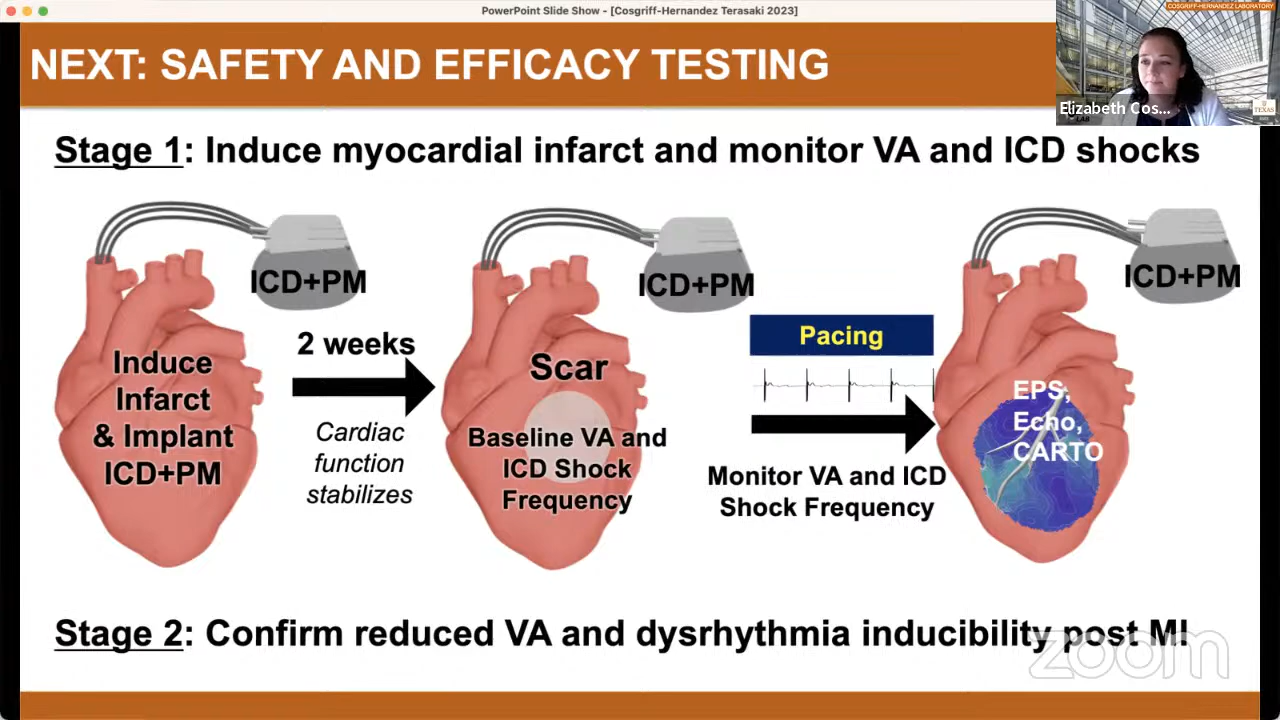 PowerPoint Slide Show - [Cosgriff-Hernandez Terasaki 2023]
COSGRIFF-HERNANDEZ LABORATORY
NEXT: SAFETY AND EFFICACY TESTING
Elizabeth Cos...
TEXAS
Stage 1: Induce myocardial infarct and monitor VA and ICD shocks
ICD+PM
ICD+PM
ICD+PM
Induce
Infarct
& Implant
ICD+PM
2 weeks
Cardiac
function
stabilizes
Scar
Baseline VA and
ICD Shock
Frequency
Pacing
Monitor VA and ICD
Shock Frequency
EPS,
Echo,
CARTO
Stage 2: Confirm reduced VA and dysrhythmia inducibility post MI
zoom